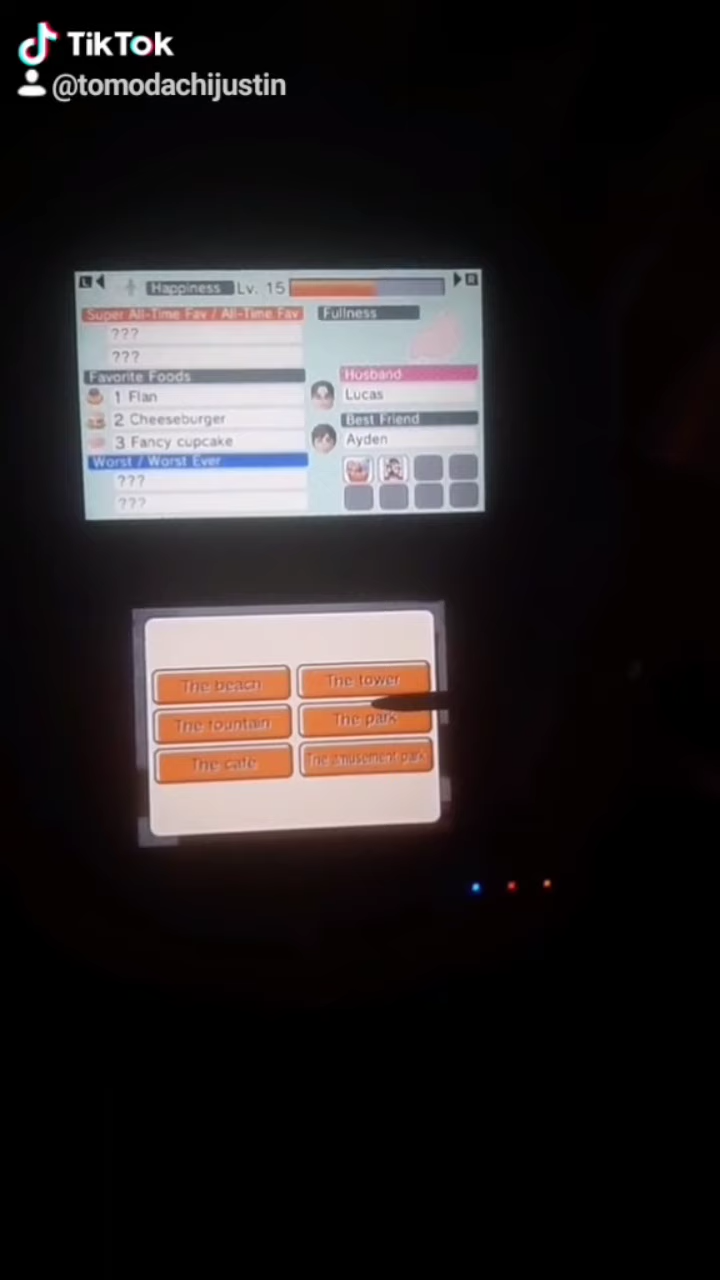 TikTok
@tomodachijustin
L
Happiness Lv. 15
R
Super All-Time Fav / All-Time Fav
???
???
Fullness
Favorite Foods
1 Flan
2 Cheeseburger
3 Fancy cupcake
Husband
Lucas
Best Friend
Ayden
Worst / Worst Ever
???
???
The beach
The tower
The fountain
The park
The café
The amusement park